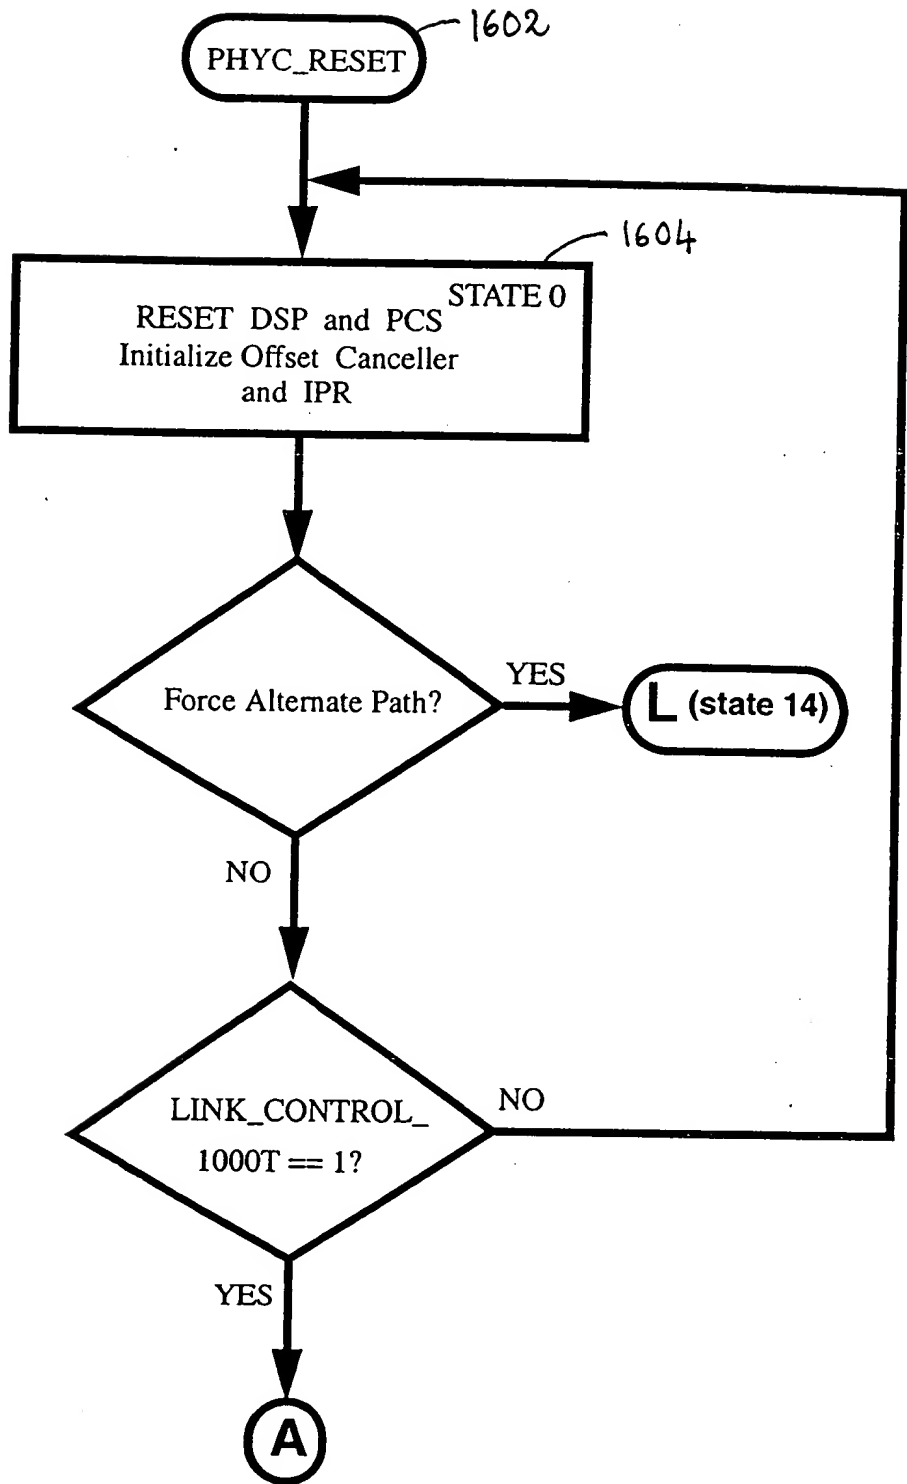 1602
PHYC_RESET
1604
STATE 0
RESET DSP and PCS
Initialize Offset Canceller
and IPR
Force Alternate Path?
YES
L (state 14)
NO
LINK_CONTROL_
1000T == 1?
NO
YES
A